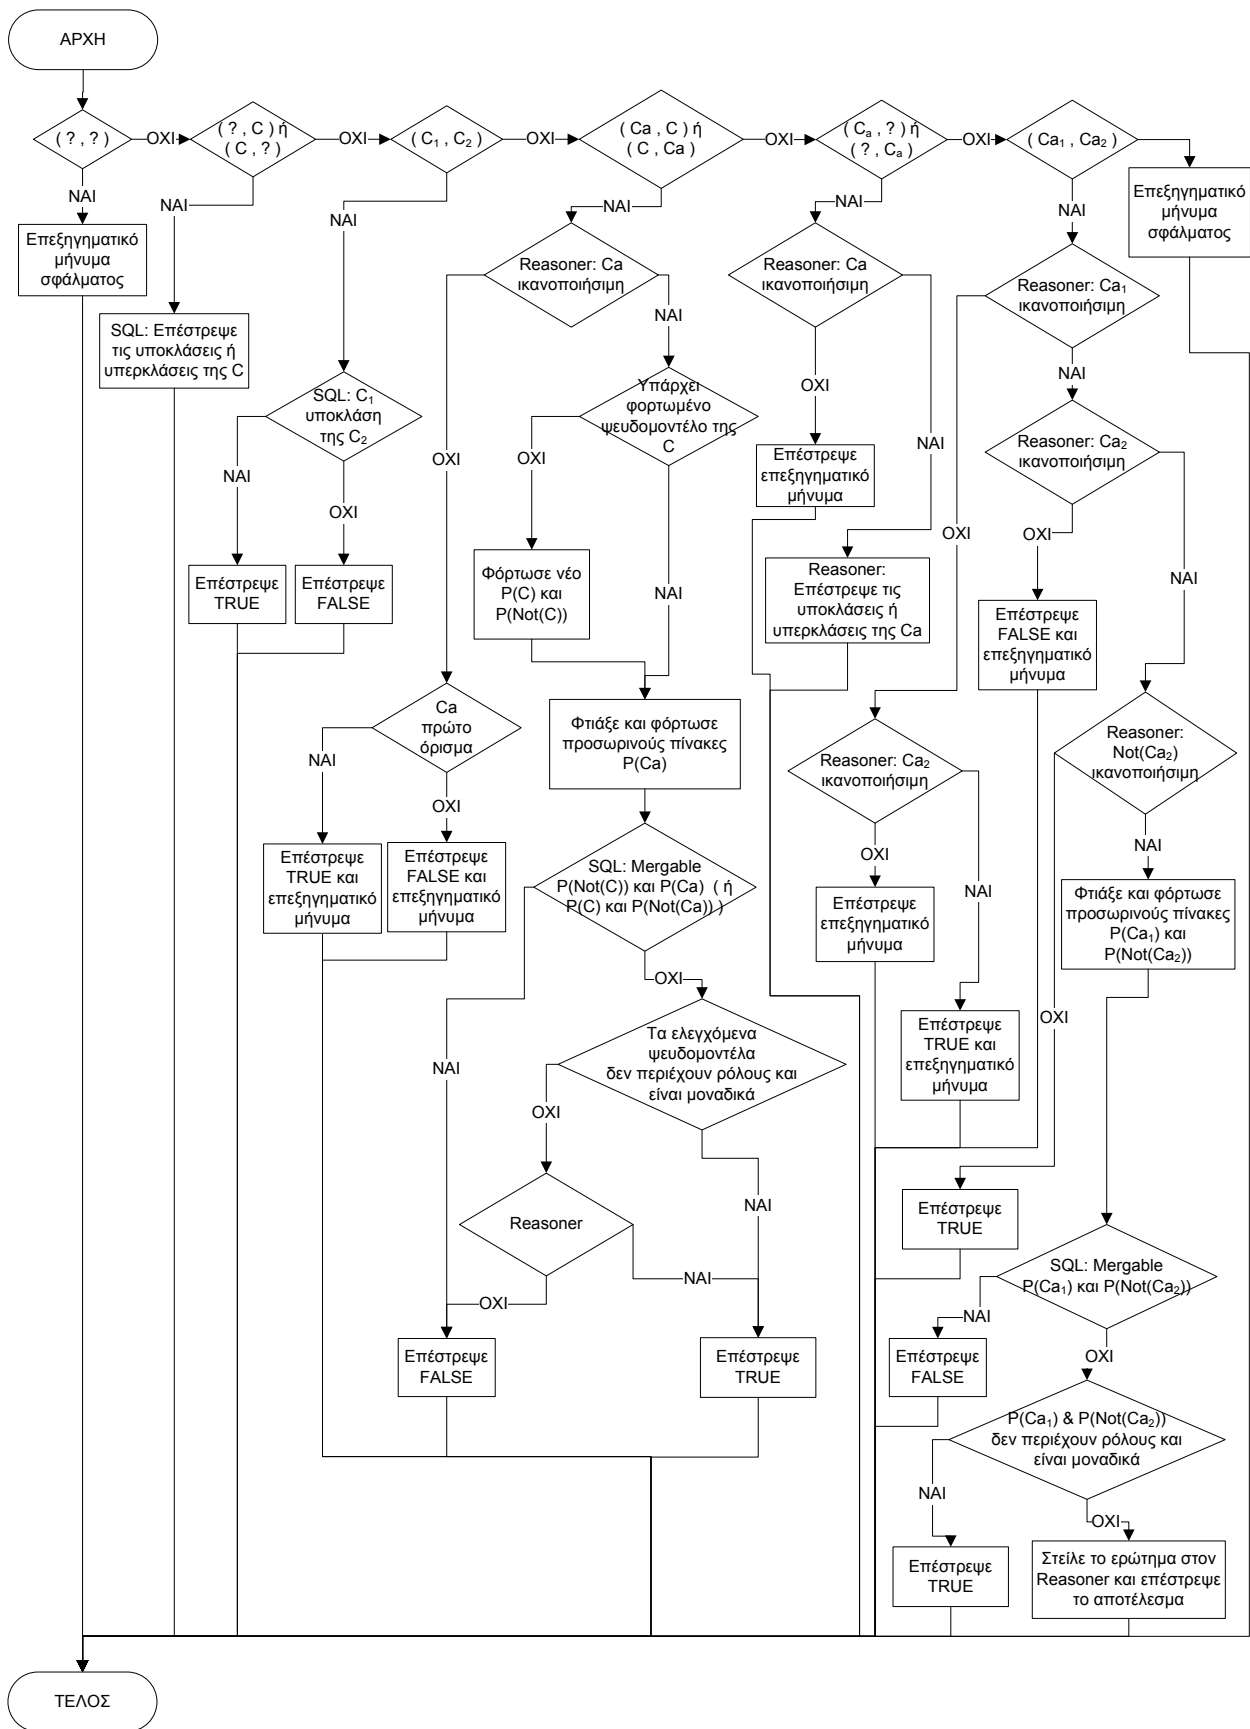 ΑΡΧΗ
( ? , ? )
ΟΧΙ
( ? , C ) ή
( C , ? )
ΟΧΙ
( C₁ , C₂ )
ΟΧΙ
( Ca , C ) ή
( C , Ca )
ΟΧΙ
( Cₐ , ? ) ή
( ? , Cₐ )
ΟΧΙ
( Ca₁ , Ca₂ )
ΝΑΙ
ΝΑΙ
ΝΑΙ
ΝΑΙ
ΝΑΙ
ΝΑΙ
Επεξηγηματικό
μήνυμα
σφάλματος
Επεξηγηματικό
μήνυμα
σφάλματος
SQL: Επέστρεψε
τις υποκλάσεις ή
υπερκλάσεις της C
SQL: C₁
υποκλάση
της C₂
ΝΑΙ
ΟΧΙ
Επέστρεψε
TRUE
Επέστρεψε
FALSE
Reasoner: Ca
ικανοποιήσιμη
ΝΑΙ
ΟΧΙ
Υπάρχει
φορτωμένο
ψευδομοντέλο της
C
ΟΧΙ
ΝΑΙ
Φόρτωσε νέο
P(C) και
P(Not(C))
Ca
πρώτο
όρισμα
ΝΑΙ
ΟΧΙ
Επέστρεψε
TRUE και
επεξηγηματικό
μήνυμα
Επέστρεψε
FALSE και
επεξηγηματικό
μήνυμα
Φτιάξε και φόρτωσε
προσωρινούς πίνακες
P(Ca)
SQL: Mergable
P(Not(C)) και P(Ca) ( ή
P(C) και P(Not(Ca)) )
ΟΧΙ
ΝΑΙ
Τα ελεγχόμενα
ψευδομοντέλα
δεν περιέχουν ρόλους και
είναι μοναδικά
ΟΧΙ
ΝΑΙ
Reasoner
ΝΑΙ
ΟΧΙ
Επέστρεψε
FALSE
Επέστρεψε
TRUE
Reasoner: Ca
ικανοποιήσιμη
ΟΧΙ
ΝΑΙ
Επέστρεψε
επεξηγηματικό
μήνυμα
Reasoner:
Επέστρεψε τις
υποκλάσεις ή
υπερκλάσεις της Ca
Reasoner: Ca₁
ικανοποιήσιμη
ΝΑΙ
ΟΧΙ
Reasoner: Ca₂
ικανοποιήσιμη
ΟΧΙ
ΝΑΙ
Επέστρεψε
FALSE και
επεξηγηματικό
μήνυμα
Reasoner: Ca₂
ικανοποιήσιμη
ΟΧΙ
ΝΑΙ
Επέστρεψε
επεξηγηματικό
μήνυμα
Επέστρεψε
TRUE και
επεξηγηματικό
μήνυμα
Reasoner:
Not(Ca₂)
ικανοποιήσιμη
ΝΑΙ
ΟΧΙ
Φτιάξε και φόρτωσε
προσωρινούς πίνακες
P(Ca₁) και
P(Not(Ca₂))
Επέστρεψε
TRUE
SQL: Mergable
P(Ca₁) και P(Not(Ca₂))
ΝΑΙ
ΟΧΙ
Επέστρεψε
FALSE
P(Ca₁) & P(Not(Ca₂))
δεν περιέχουν ρόλους και
είναι μοναδικά
ΝΑΙ
ΟΧΙ
Επέστρεψε
TRUE
Στείλε το ερώτημα στον
Reasoner και επέστρεψε
το αποτέλεσμα
ΤΕΛΟΣ